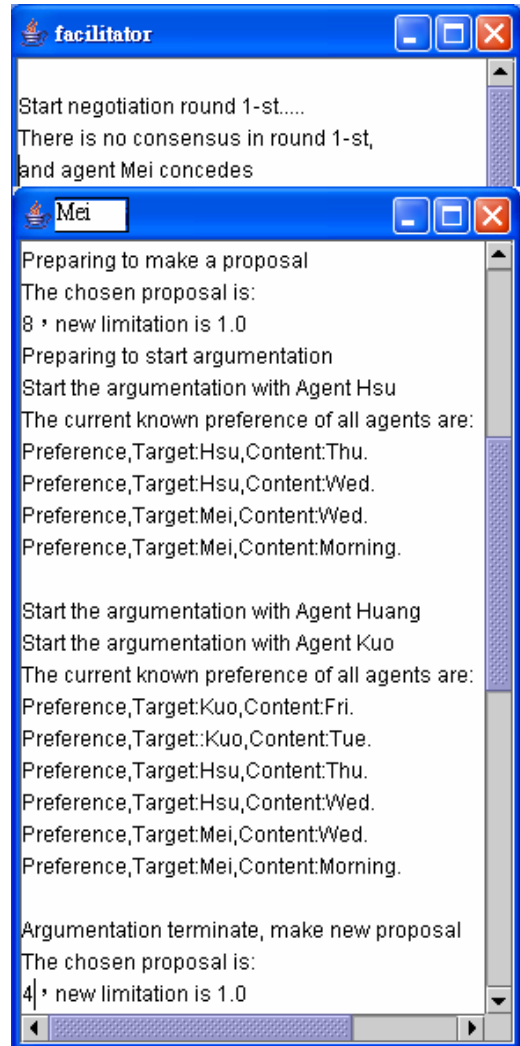 facilitator
Start negotiation round 1-st.....
There is no consensus in round 1-st,
and agent Mei concedes
Mei
Preparing to make a proposal
The chosen proposal is:
8，new limitation is 1.0
Preparing to start argumentation
Start the argumentation with Agent Hsu
The current known preference of all agents are:
Preference,Target:Hsu,Content:Thu.
Preference,Target:Hsu,Content:Wed.
Preference,Target:Mei,Content:Wed.
Preference,Target:Mei,Content:Morning.
Start the argumentation with Agent Huang
Start the argumentation with Agent Kuo
The current known preference of all agents are:
Preference,Target:Kuo,Content:Fri.
Preference,Target::Kuo,Content:Tue.
Preference,Target:Hsu,Content:Thu.
Preference,Target:Hsu,Content:Wed.
Preference,Target:Mei,Content:Wed.
Preference,Target:Mei,Content:Morning.
Argumentation terminate, make new proposal
The chosen proposal is:
4，new limitation is 1.0